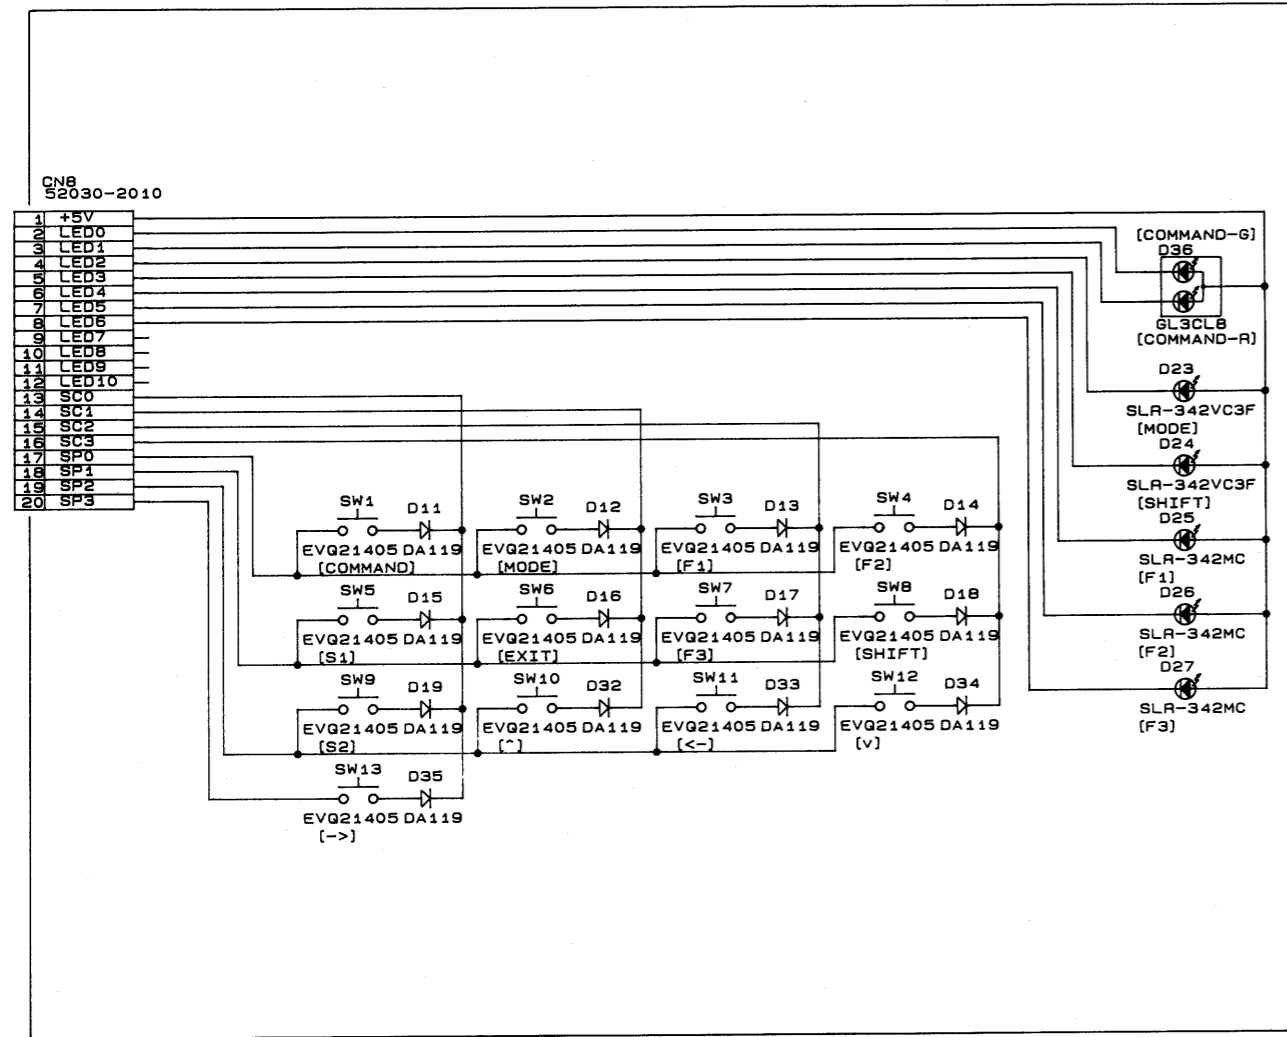 CN8
52030-2010
1 +5V
2 LED0
3 LED1
4 LED2
5 LED3
6 LED4
7 LED5
8 LED6
9 LED7
10 LED8
11 LED9
12 LED10
13 SC0
14 SC1
15 SC2
16 SC3
17 SP0
18 SP1
19 SP2
20 SP3
[COMMAND-G]
D36
GL3CL8
[COMMAND-R]
D23
SLR-342VC3F
[MODE]
D24
SLR-342VC3F
[SHIFT]
D25
SLR-342MC
[F1]
D26
SLR-342MC
[F2]
D27
SLR-342MC
[F3]
SW1 D11 SW2 D12 SW3 D13 SW4 D14
EVQ21405 DA119 EVQ21405 DA119 EVQ21405 DA119 EVQ21405 DA119
[COMMAND] [MODE] [F1] [F2]
SW5 D15 SW6 D16 SW7 D17 SW8 D18
EVQ21405 DA119 EVQ21405 DA119 EVQ21405 DA119 EVQ21405 DA119
[S1] [EXIT] [F3] [SHIFT]
SW9 D19 SW10 D32 SW11 D33 SW12 D34
EVQ21405 DA119 EVQ21405 DA119 EVQ21405 DA119 EVQ21405 DA119
[S2] [^] [<-] [v]
SW13 D35
EVQ21405 DA119
[->]